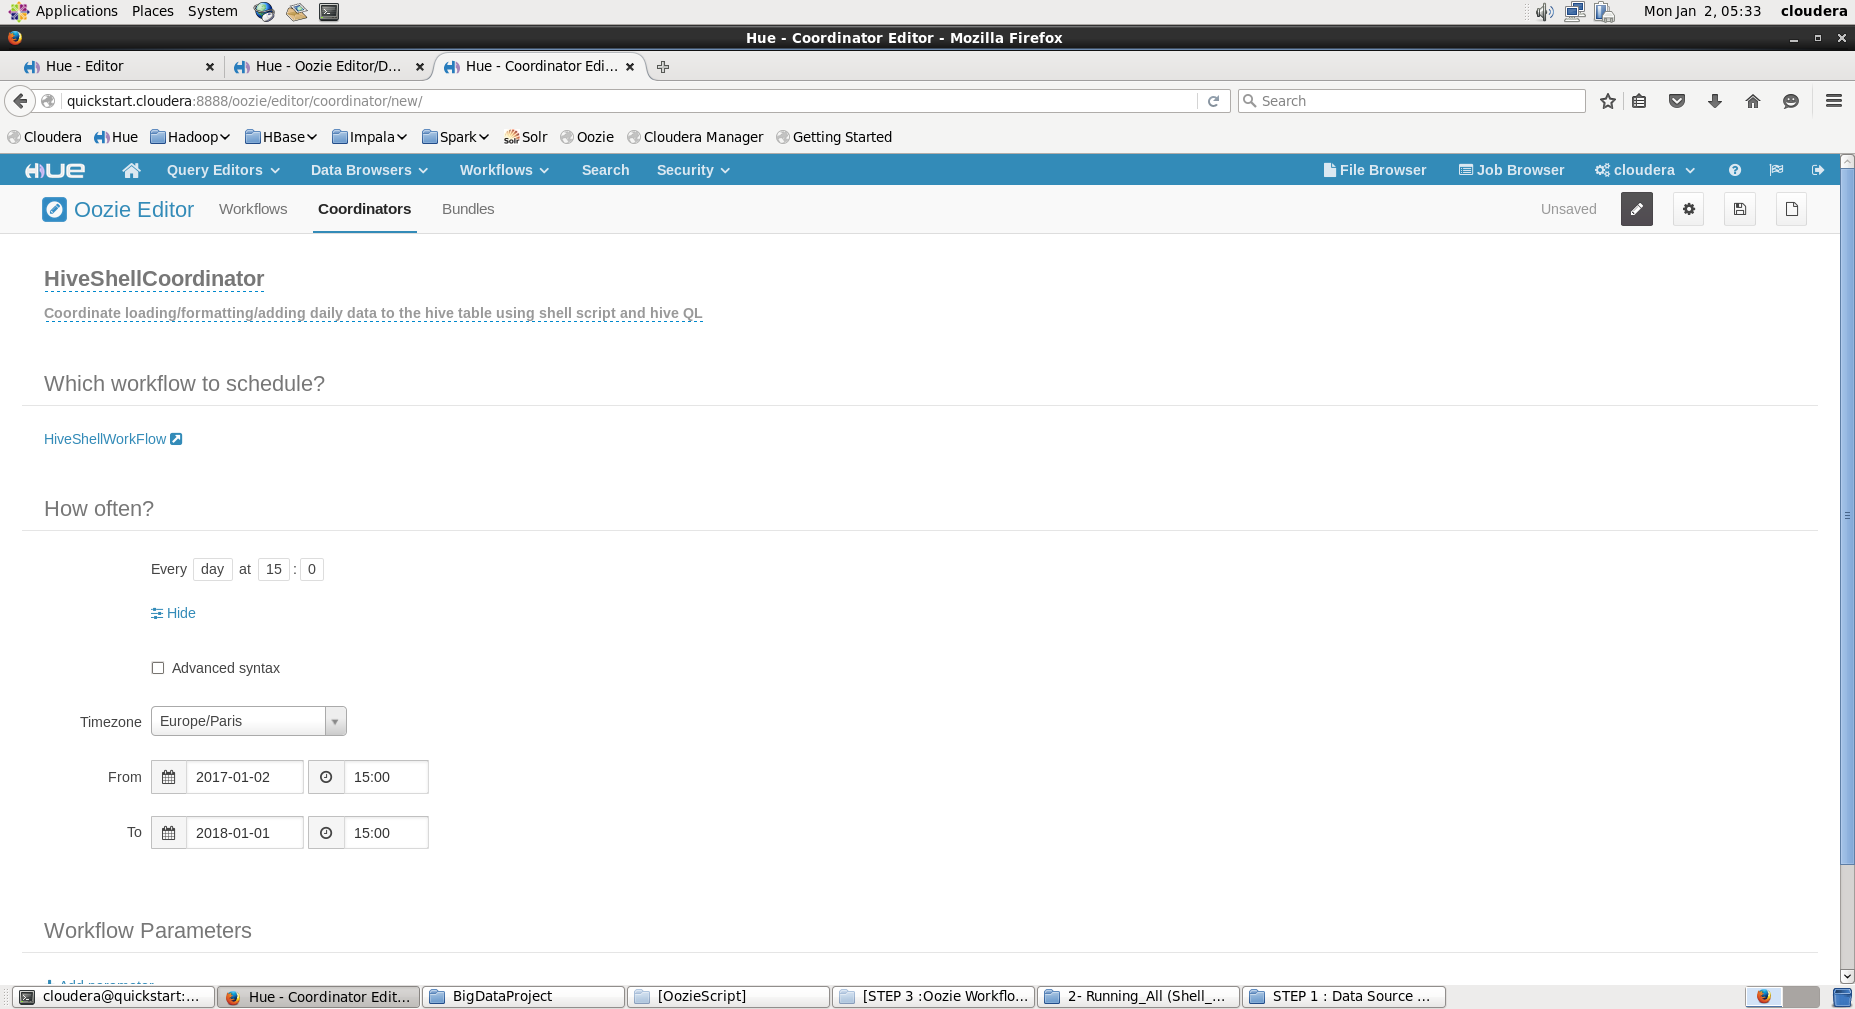 Applications Places System Mon Jan 2, 05:33 cloudera
Hue - Coordinator Editor - Mozilla Firefox
Hue - Editor Hue - Oozie Editor/D... Hue - Coordinator Edi...
quickstart.cloudera:8888/oozie/editor/coordinator/new/ Search
Cloudera Hue Hadoop HBase Impala Spark Solr Oozie Cloudera Manager Getting Started
HUE Query Editors Data Browsers Workflows Search Security File Browser Job Browser cloudera
Oozie Editor Workflows Coordinators Bundles Unsaved
HiveShellCoordinator
Coordinate loading/formatting/adding daily data to the hive table using shell script and hive QL
Which workflow to schedule?
HiveShellWorkFlow
How often?
Every day at 15 : 0
Hide
Advanced syntax
Timezone Europe/Paris
From 2017-01-02 15:00
To 2018-01-01 15:00
Workflow Parameters
Add parameter
cloudera@quickstart:... Hue - Coordinator Edit... BigDataProject [OozieScript] [STEP 3 :Oozie Workflo... 2- Running_All (Shell_... STEP 1 : Data Source ...